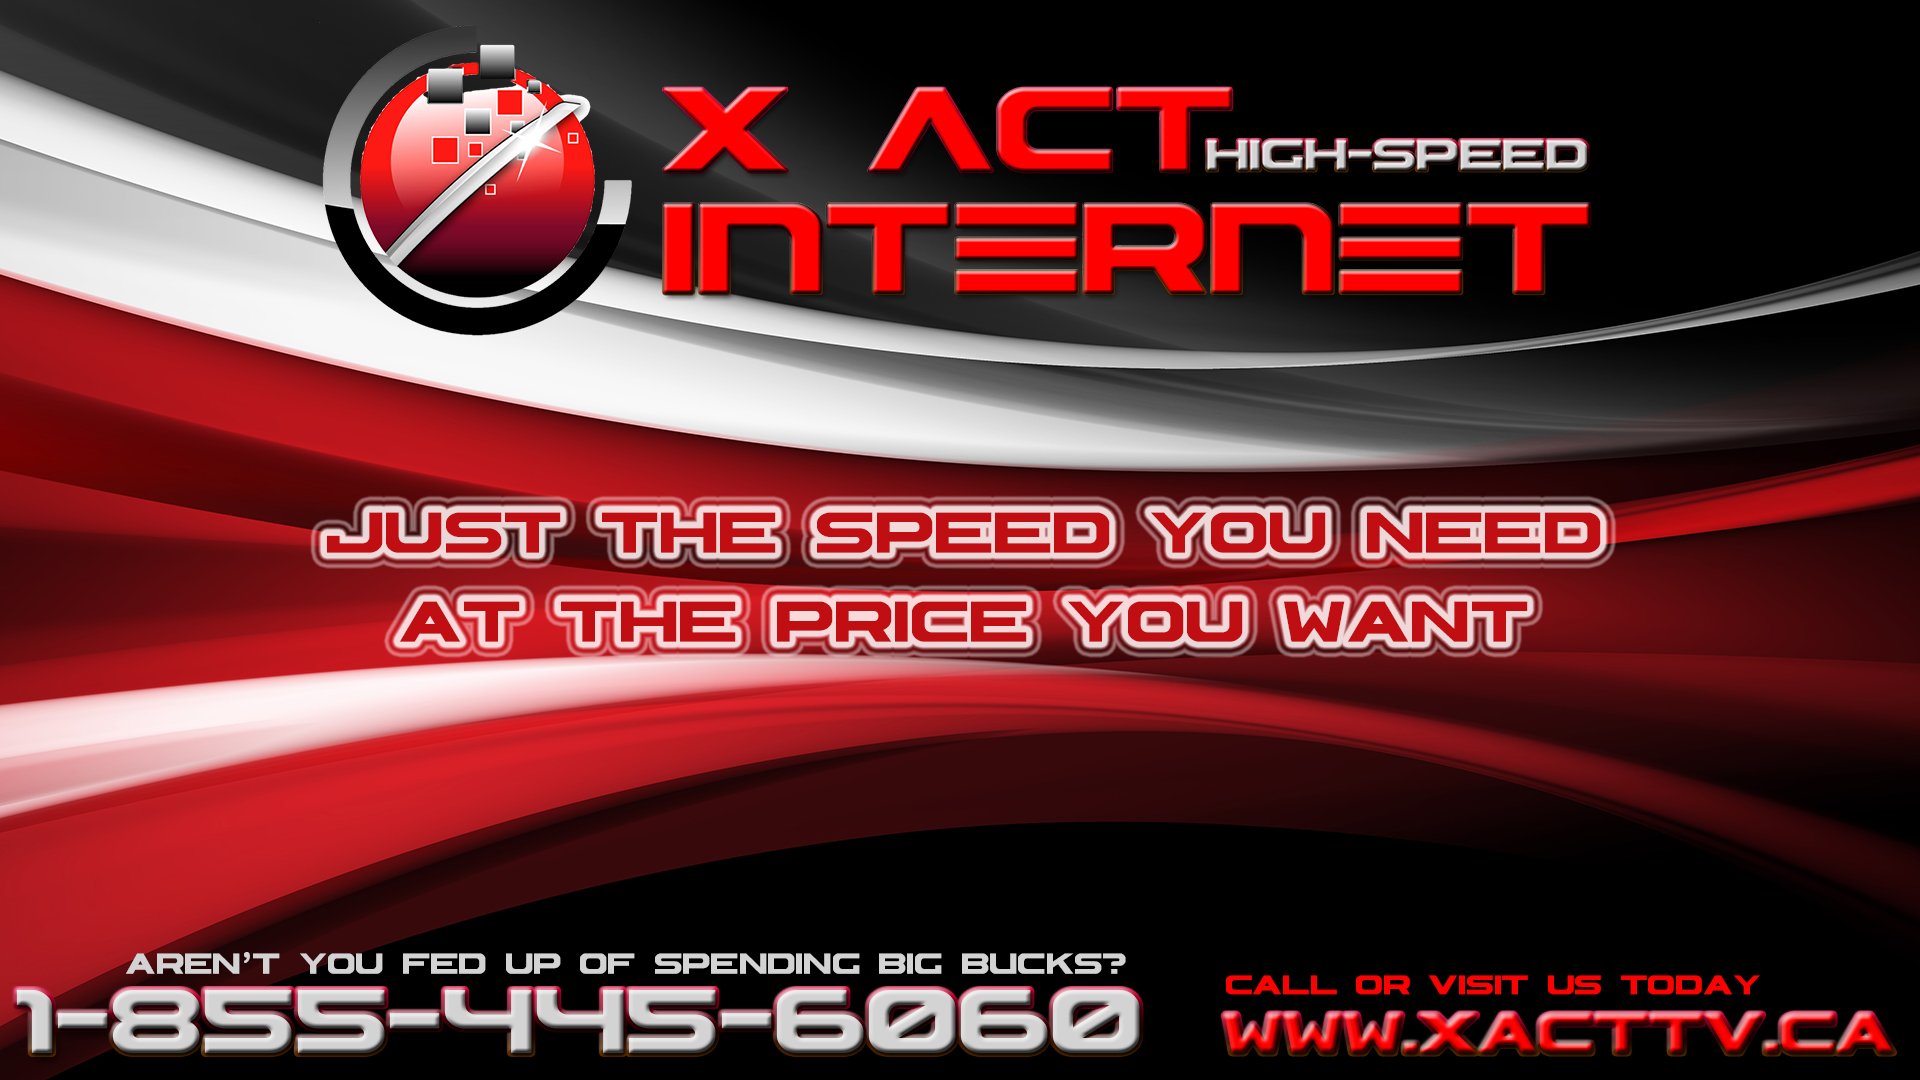 X ACT HIGH-SPEED
INTERNET
JUST THE SPEED YOU NEED
AT THE PRICE YOU WANT
AREN'T YOU FED UP OF SPENDING BIG BUCKS?
1-855-445-6060
CALL OR VISIT US TODAY
WWW.XACTTV.CA